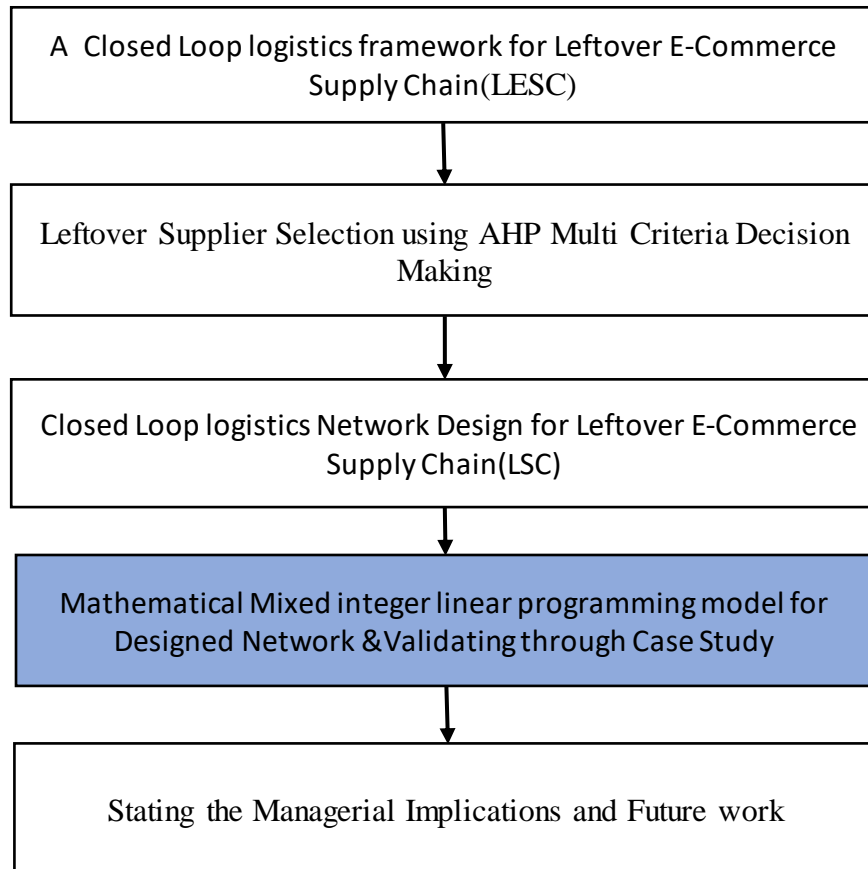 A Closed Loop logistics framework for Leftover E-Commerce
Supply Chain(LESC)
Leftover Supplier Selection using AHP Multi Criteria Decision
Making
Closed Loop logistics Network Design for Leftover E-Commerce
Supply Chain(LSC)
Mathematical Mixed integer linear programming model for
Designed Network &Validating through Case Study
Stating the Managerial Implications and Future work